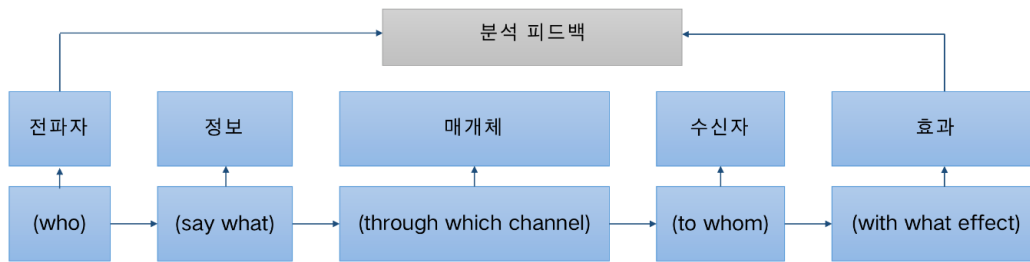 분석 피드백
전파자
정보
매개체
수신자
효과
(who)
(say what)
(through which channel)
(to whom)
(with what effect)